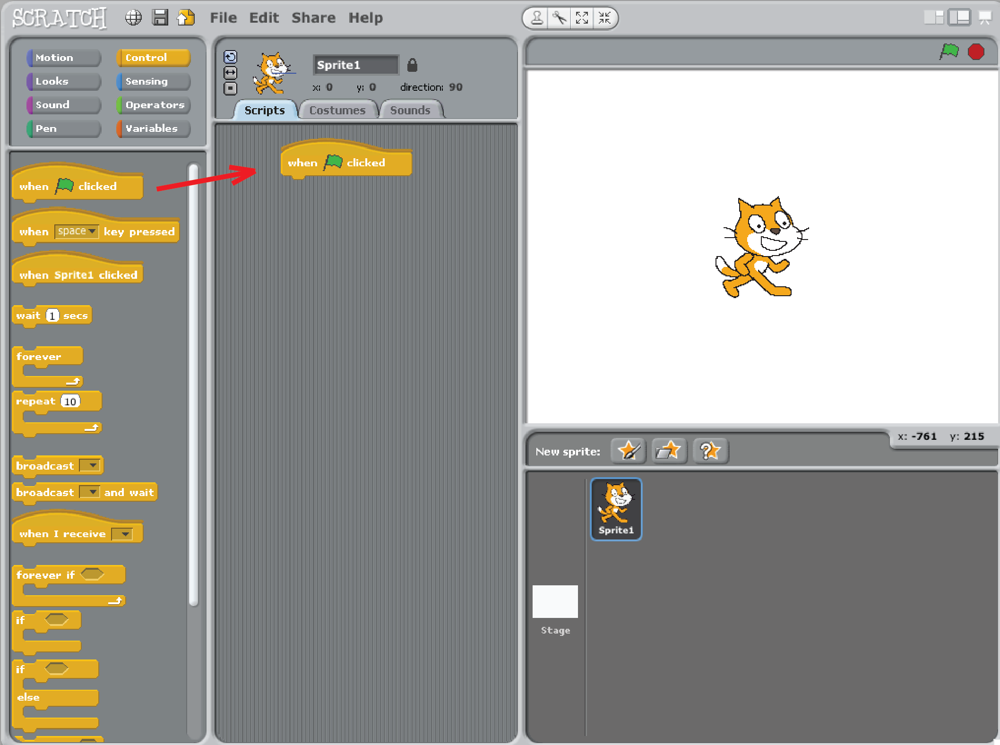 SCRATCH File Edit Share Help
Motion Control
Looks Sensing
Sound Operators
Pen Variables
when clicked
when space key pressed
when Sprite1 clicked
wait 1 secs
forever
repeat 10
broadcast
broadcast and wait
when I receive
forever if
if
if
else
Sprite1
x: 0 y: 0 direction: 90
Scripts Costumes Sounds
when clicked
x: -761 y: 215
New sprite:
Sprite1
Stage